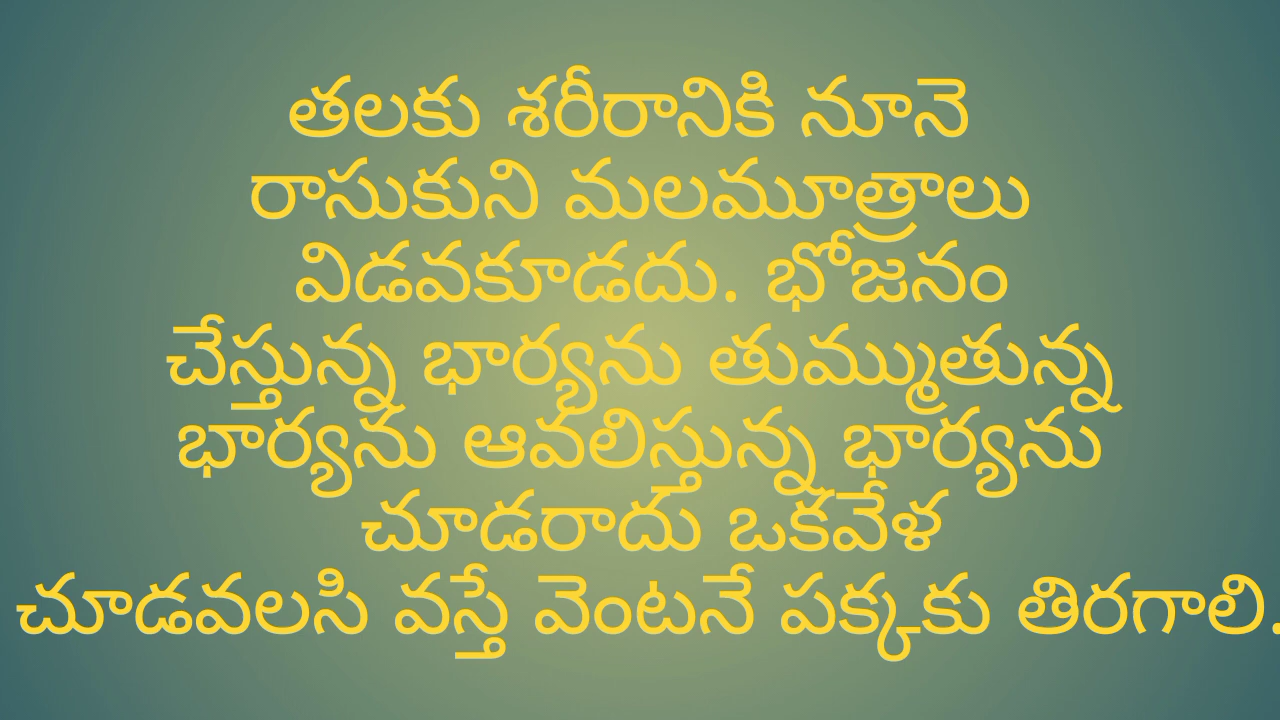 తలకు శరీరానికి నూనె
రాసుకుని మలమూత్రాలు
విడవకూడదు. భోజనం
చేస్తున్న భార్యను తుమ్ముతున్న
భార్యను ఆవలిస్తున్న భార్యను
చూడరాదు ఒకవేళ
చూడవలసి వస్తే వెంటనే పక్కకు తిరగాలి.